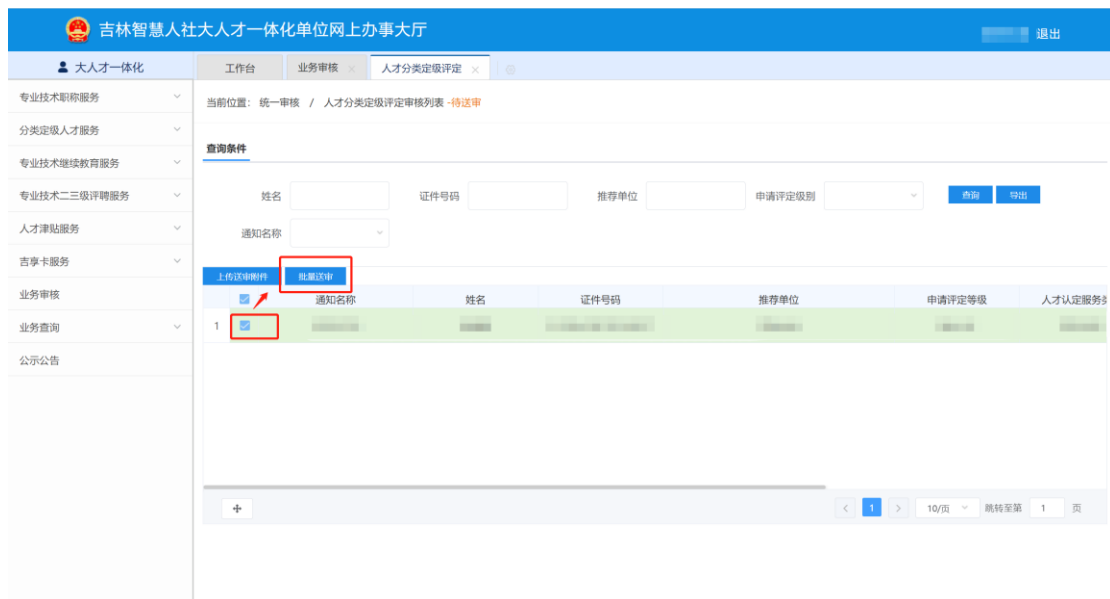 吉林智慧人社大人才一体化单位网上办事大厅
退出
大人才一体化
工作台
业务审核
人才分类定级评定
专业技术职称服务
分类定级人才服务
专业技术继续教育服务
专业技术二三级评聘服务
人才津贴服务
吉享卡服务
业务审核
业务查询
公示公告
当前位置: 统一审核 / 人才分类定级评定审核列表 -待送审
查询条件
姓名
证件号码
推荐单位
申请评定级别
查询
导出
通知名称
上传送审附件
批量送审
通知名称 姓名 证件号码 推荐单位 申请评定等级 人才认定服务
1
1
10/页
跳转至第 1 页